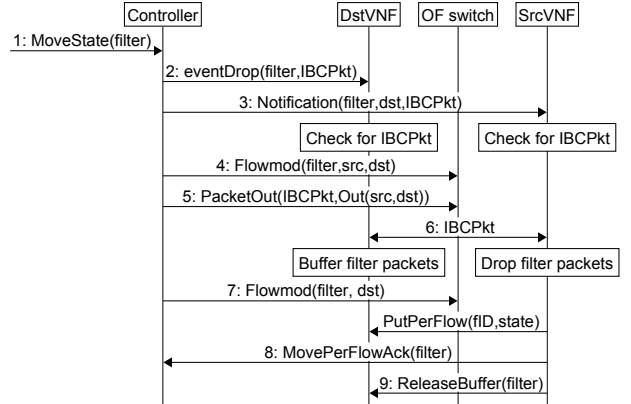 Controller DstVNF OF switch SrcVNF
1: MoveState(filter)
2: eventDrop(filter,IBCPkt)
3: Notification(filter,dst,IBCPkt)
Check for IBCPkt Check for IBCPkt
4: Flowmod(filter,src,dst)
5: PacketOut(IBCPkt,Out(src,dst))
6: IBCPkt
Buffer filter packets Drop filter packets
7: Flowmod(filter, dst)
PutPerFlow(fID,state)
8: MovePerFlowAck(filter)
9: ReleaseBuffer(filter)